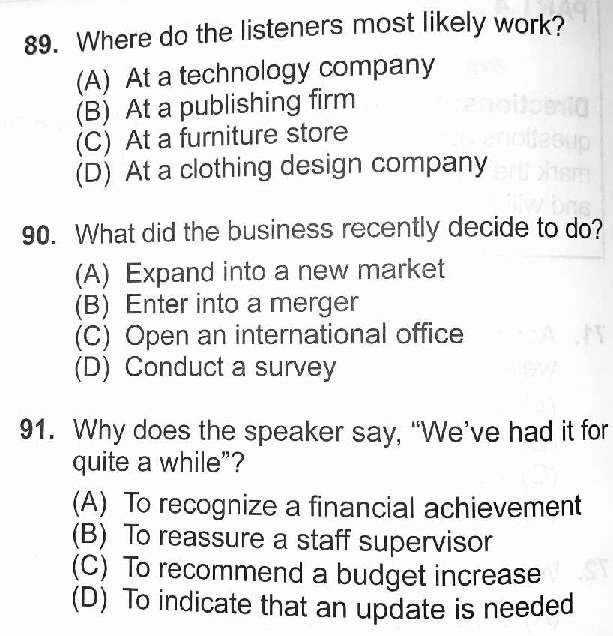 89. Where do the listeners most likely work?
(A) At a technology company
(B) At a publishing firm
(C) At a furniture store
(D) At a clothing design company
90. What did the business recently decide to do?
(A) Expand into a new market
(B) Enter into a merger
(C) Open an international office
(D) Conduct a survey
91. Why does the speaker say, “We’ve had it for
quite a while”?
(A) To recognize a financial achievement
(B) To reassure a staff supervisor
(C) To recommend a budget increase
(D) To indicate that an update is needed